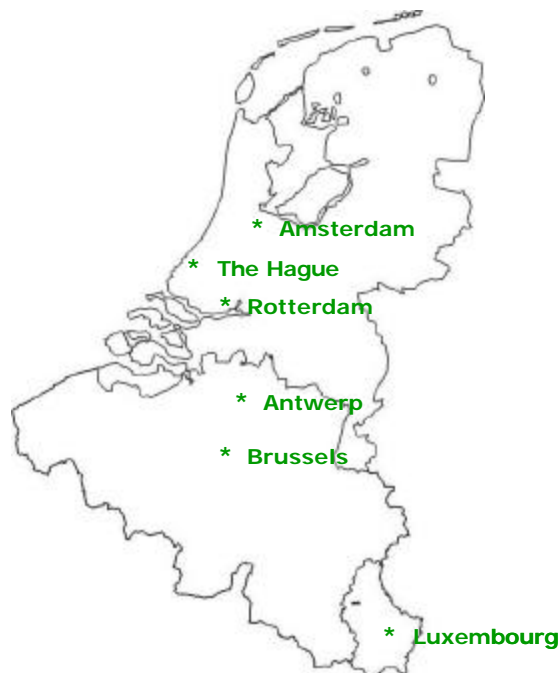 * Amsterdam
* The Hague
* Rotterdam
* Antwerp
* Brussels
* Luxembourg